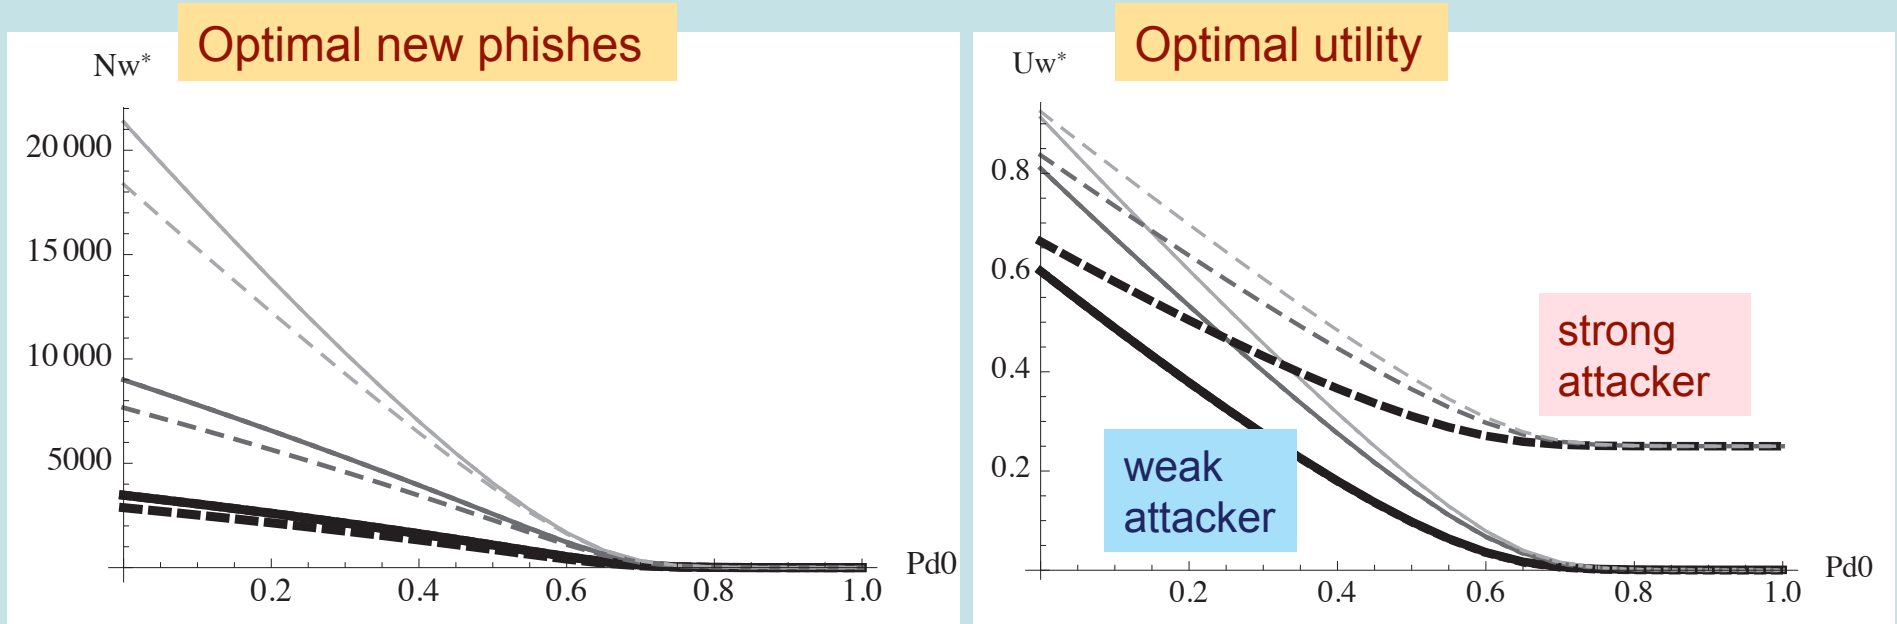 Optimal new phishes
Nw*
20 000
15 000
10 000
5000
0.2 0.4 0.6 0.8 1.0
Pd0
Optimal utility
Uw*
0.8
0.6
0.4
0.2
strong
attacker
weak
attacker
0.2 0.4 0.6 0.8 1.0
Pd0